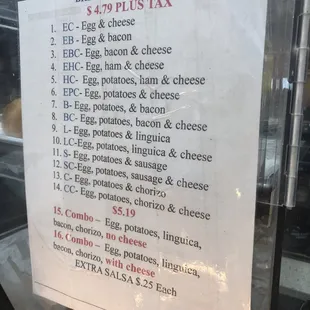 $4.79 PLUS TAX
1. EC - Egg & cheese
2. EB - Egg & bacon
3. EBC- Egg, bacon & cheese
4. EHC- Egg, ham & cheese
5. HC- Egg, potatoes, ham & cheese
6. EPC- Egg, potatoes & cheese
7. B- Egg, potatoes, & bacon
8. BC- Egg, potatoes, bacon & cheese
9. L- Egg, potatoes & linguica
10. LC-Egg, potatoes, linguica & cheese
11. S- Egg, potatoes & sausage
12. SC-Egg, potatoes, sausage & cheese
13. C- Egg, potatoes & chorizo
14. CC- Egg, potatoes, chorizo & cheese
$5.19
15. Combo – Egg, potatoes, linguica,
bacon, chorizo, no cheese
16. Combo – Egg, potatoes, linguica,
bacon, chorizo, with cheese
EXTRA SALSA $.25 Each